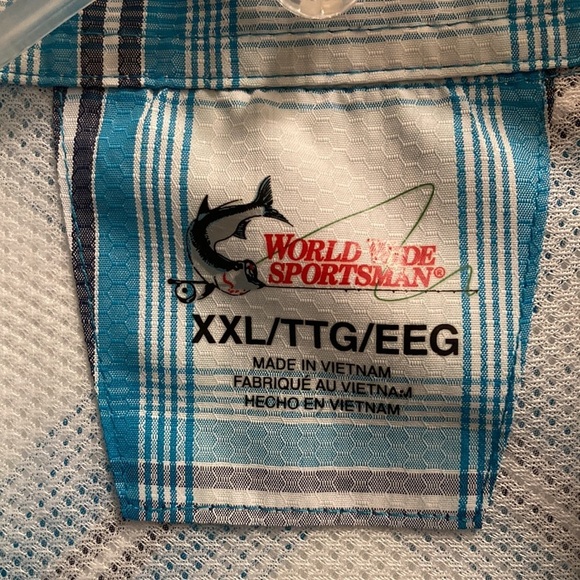 WORLD WIDE
SPORTSMAN®
XXL/TTG/EEG
MADE IN VIETNAM
FABRIQUÉ AU VIETNAM
HECHO EN VIETNAM